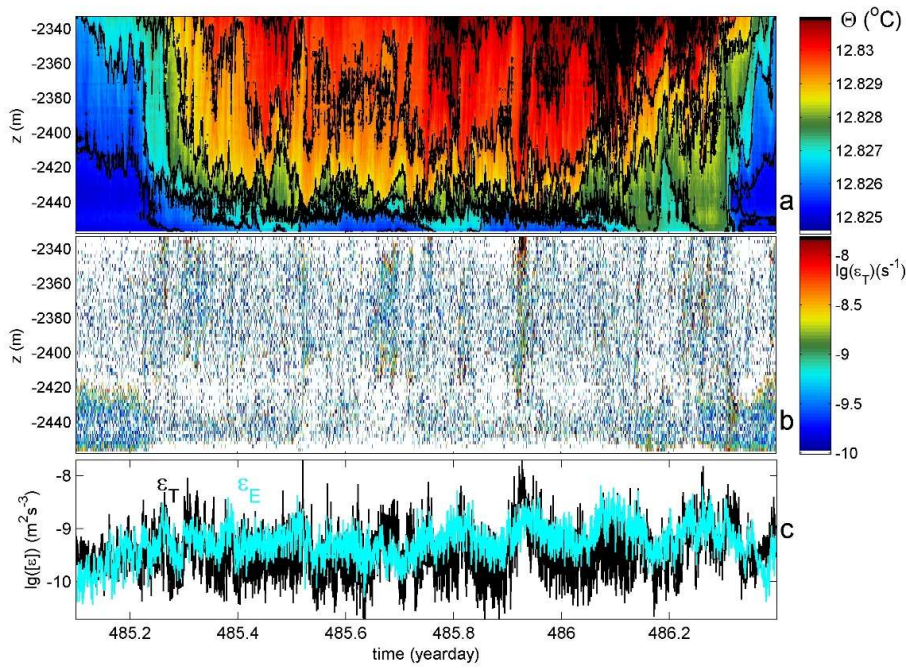 Θ (°C)
-2340
-2360
-2380
-2400
-2420
-2440
z (m)
12.83
12.829
12.828
12.827
12.826
12.825
a
-2340
-2360
-2380
-2400
-2420
-2440
z (m)
-8
lg(ε_T)(s⁻¹)
-8.5
-9
-9.5
-10
b
-8
-9
-10
lg([ε]) (m²s⁻³)
ε_T
ε_E
c
485.2
485.4
485.6
485.8
486
486.2
time (yearday)